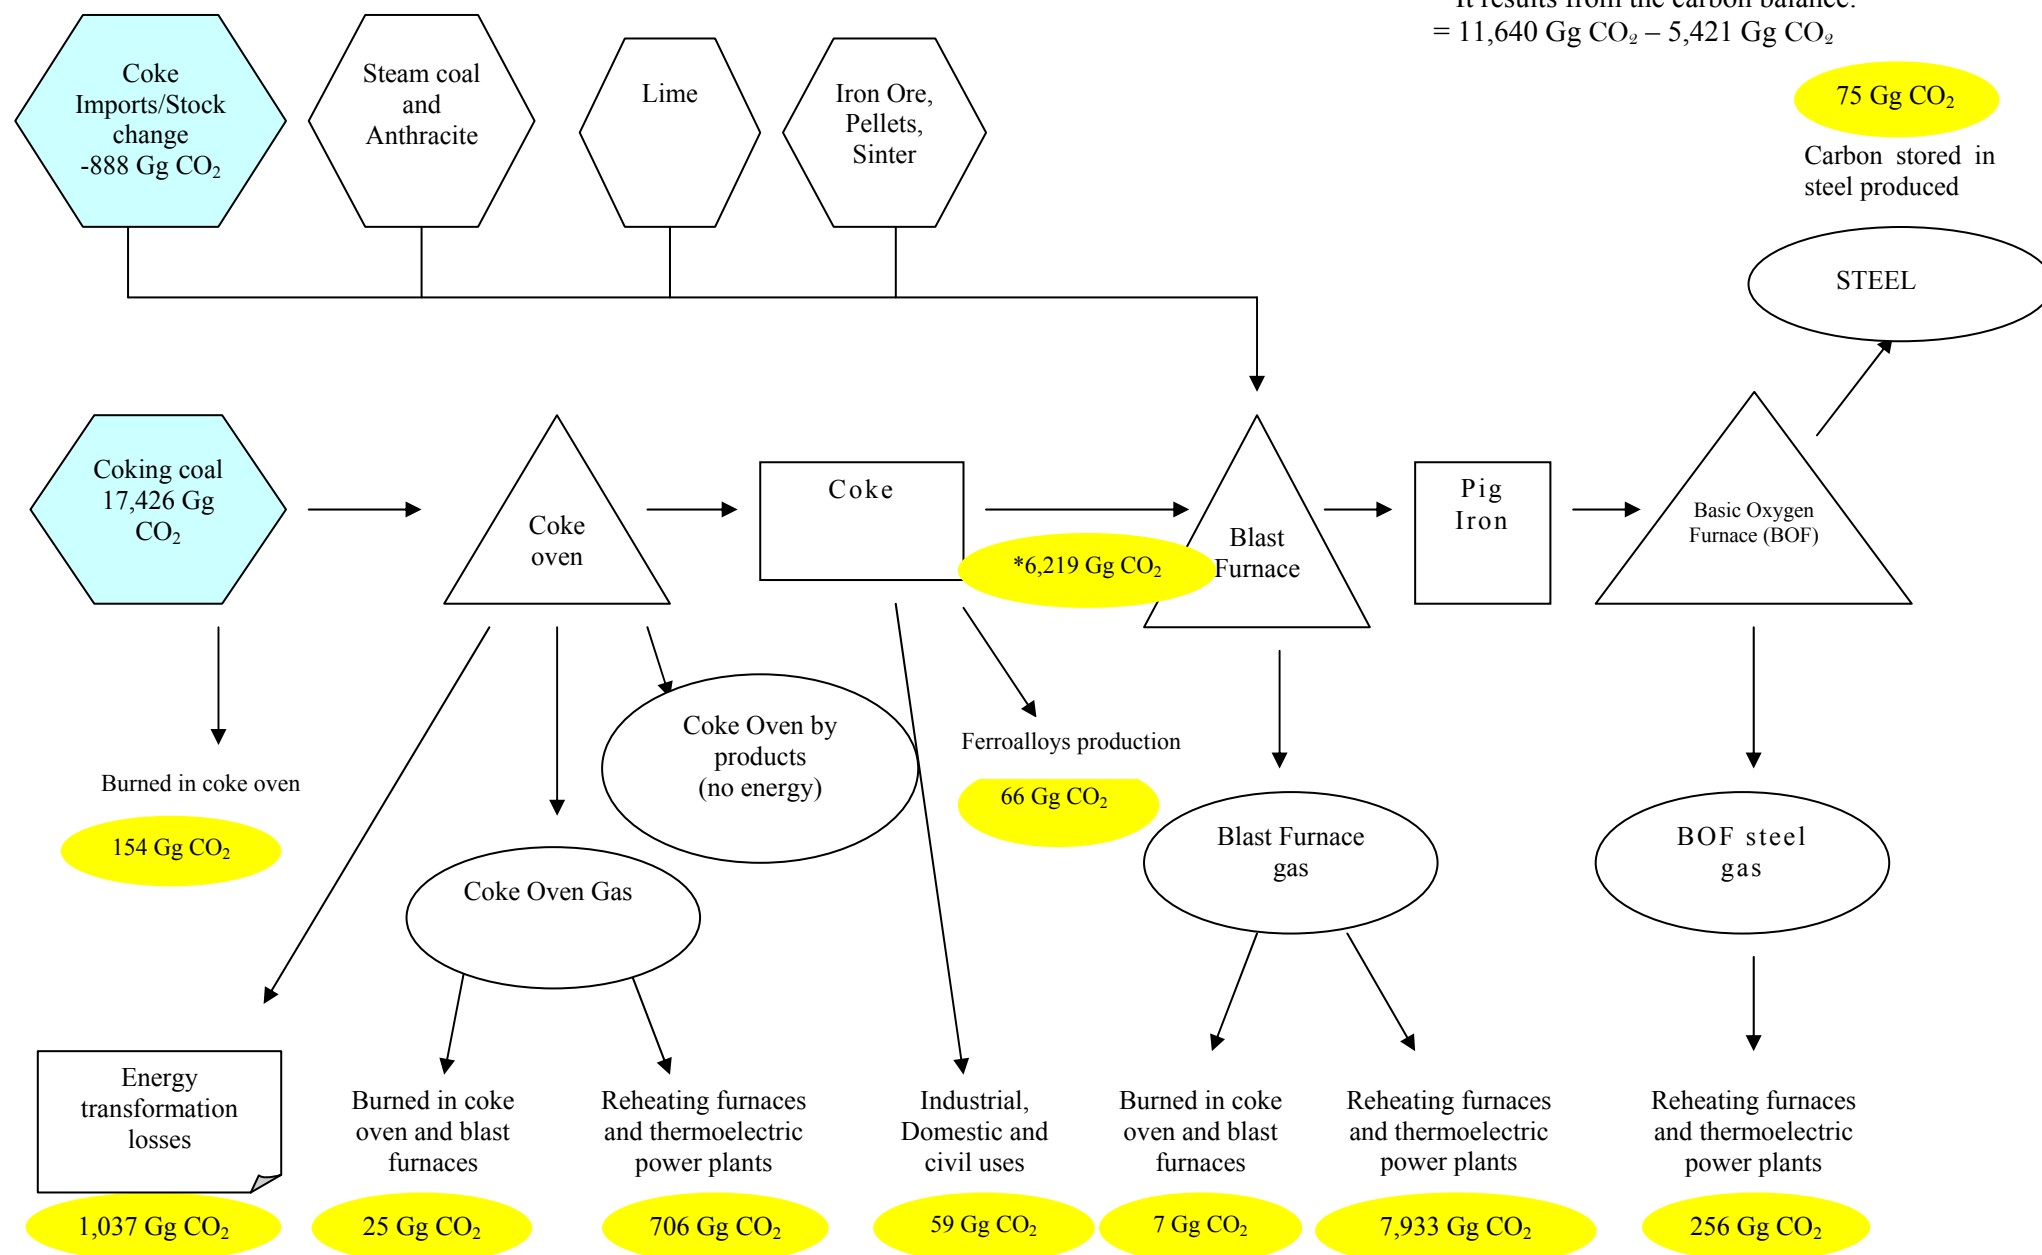 It results from the carbon balance:
= 11,640 Gg CO₂ – 5,421 Gg CO₂
Coke
Imports/Stock
change
-888 Gg CO₂
Steam coal
and
Anthracite
Lime
Iron Ore,
Pellets,
Sinter
75 Gg CO₂
Carbon stored in
steel produced
STEEL
Coking coal
17,426 Gg
CO₂
Coke
oven
Coke
*6,219 Gg CO₂
Blast
Furnace
Pig
Iron
Basic Oxygen
Furnace (BOF)
Burned in coke oven
154 Gg CO₂
Coke Oven by
products
(no energy)
Ferroalloys production
66 Gg CO₂
Coke Oven Gas
Blast Furnace
gas
BOF steel
gas
Energy
transformation
losses
1,037 Gg CO₂
Burned in coke
oven and blast
furnaces
25 Gg CO₂
Reheating furnaces
and thermoelectric
power plants
706 Gg CO₂
Industrial,
Domestic and
civil uses
59 Gg CO₂
Burned in coke
oven and blast
furnaces
7 Gg CO₂
Reheating furnaces
and thermoelectric
power plants
7,933 Gg CO₂
Reheating furnaces
and thermoelectric
power plants
256 Gg CO₂